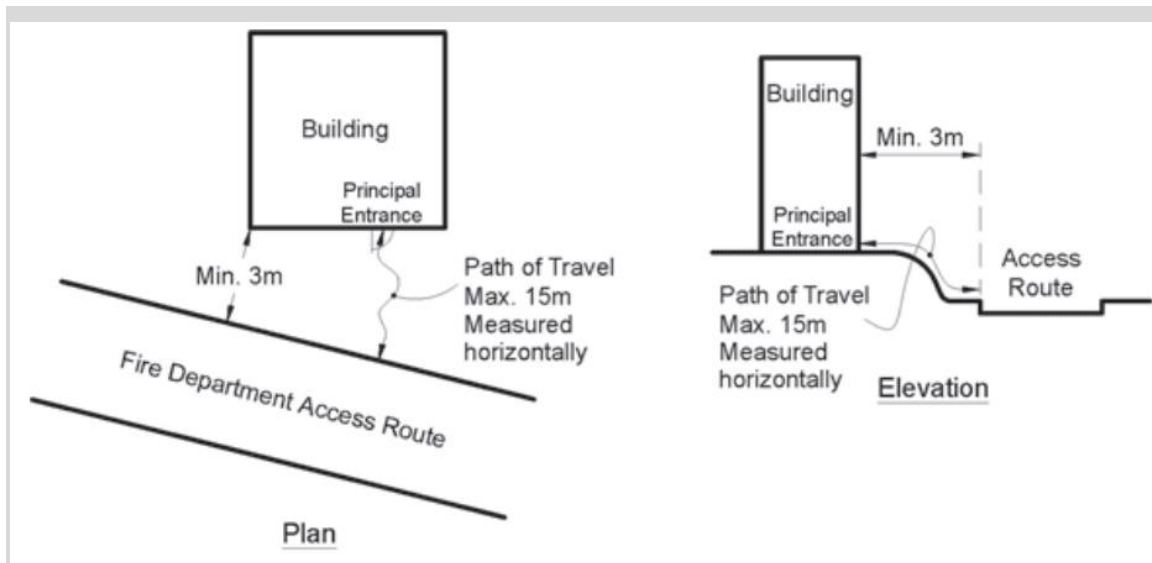 Building
Principal
Entrance
Min. 3m
Path of Travel
Max. 15m
Measured
horizontally
Fire Department Access Route
Plan
Building
Min. 3m
Principal
Entrance
Access
Route
Path of Travel
Max. 15m
Measured
horizontally
Elevation